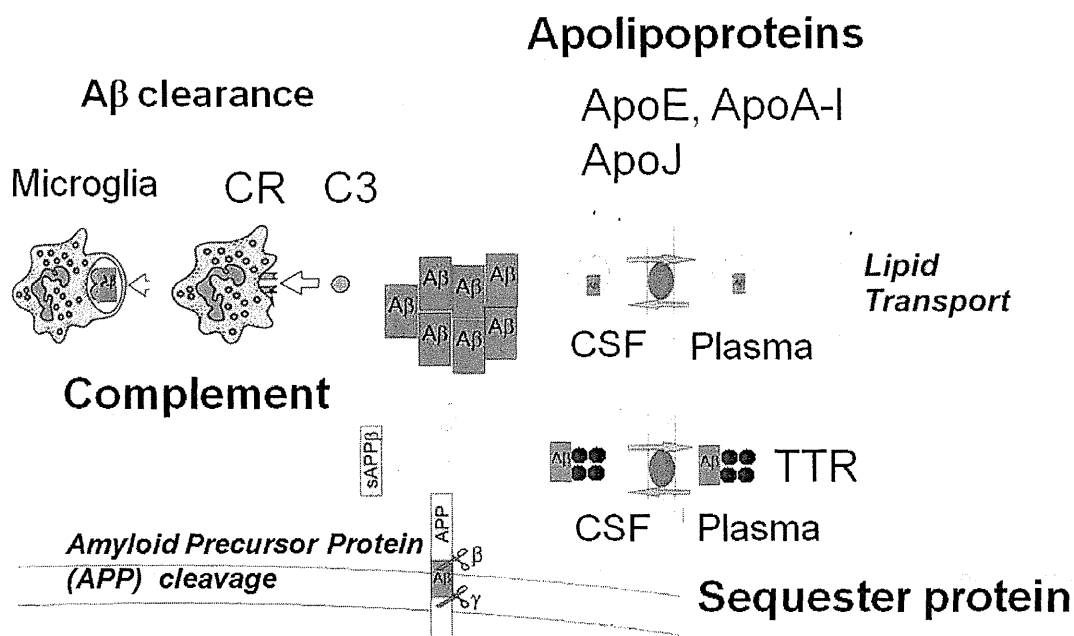 Apolipoproteins
Aβ clearance
ApoE, ApoA-I
ApoJ
Microglia
CR
C3
Aβ
Aβ
Aβ
Aβ
Aβ
Aβ
Aβ
Aβ
Lipid
Transport
CSF
Plasma
Complement
sAPPβ
Aβ
Aβ
TTR
CSF
Plasma
APP
Amyloid Precursor Protein
(APP) cleavage
β
Aβ
γ
Sequester protein